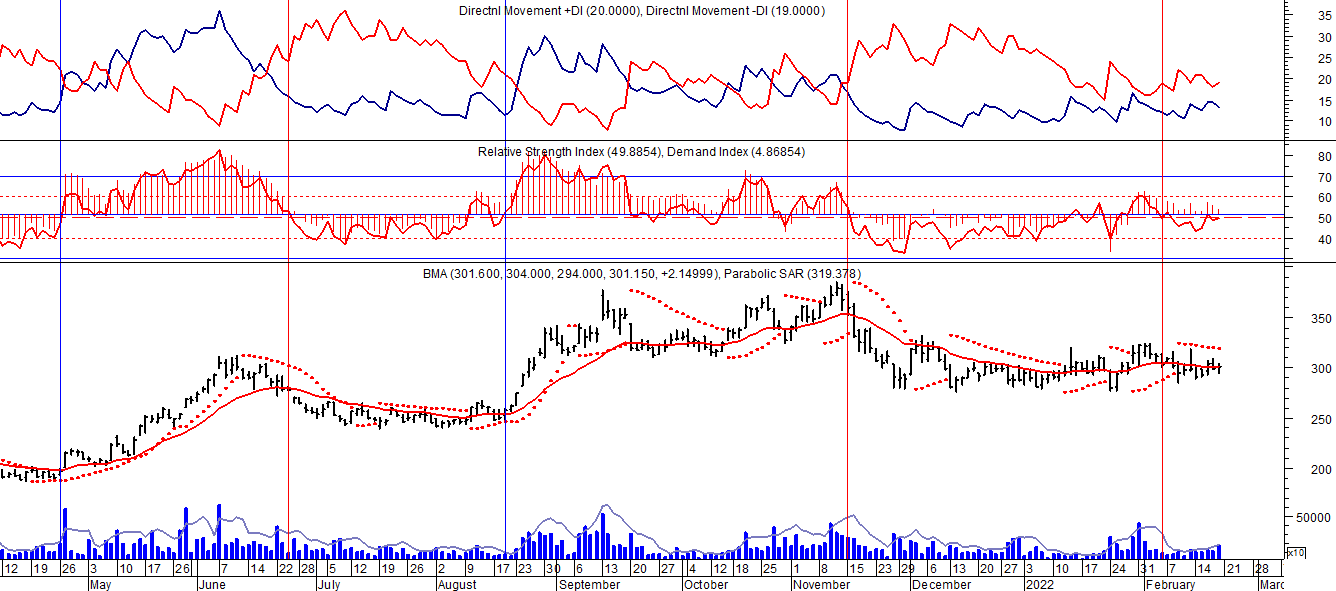 Directnl Movement +DI (20.0000), Directnl Movement -DI (19.0000)
35
30
25
20
15
10
Relative Strength Index (49.8854), Demand Index (4.86854)
80
70
60
50
40
BMA (301.600, 304.000, 294.000, 301.150, +2.14999), Parabolic SAR (319.378)
350
300
250
200
50000
x10
12 19 26 3 10 17 26 7 14 22 28 5 12 19 26 2 9 17 23 30 6 13 20 27 4 12 18 25 1 8 15 23 29 6 13 20 27 3 10 17 24 31 7 14 21 28
May June July August September October November December 2022 February Marc